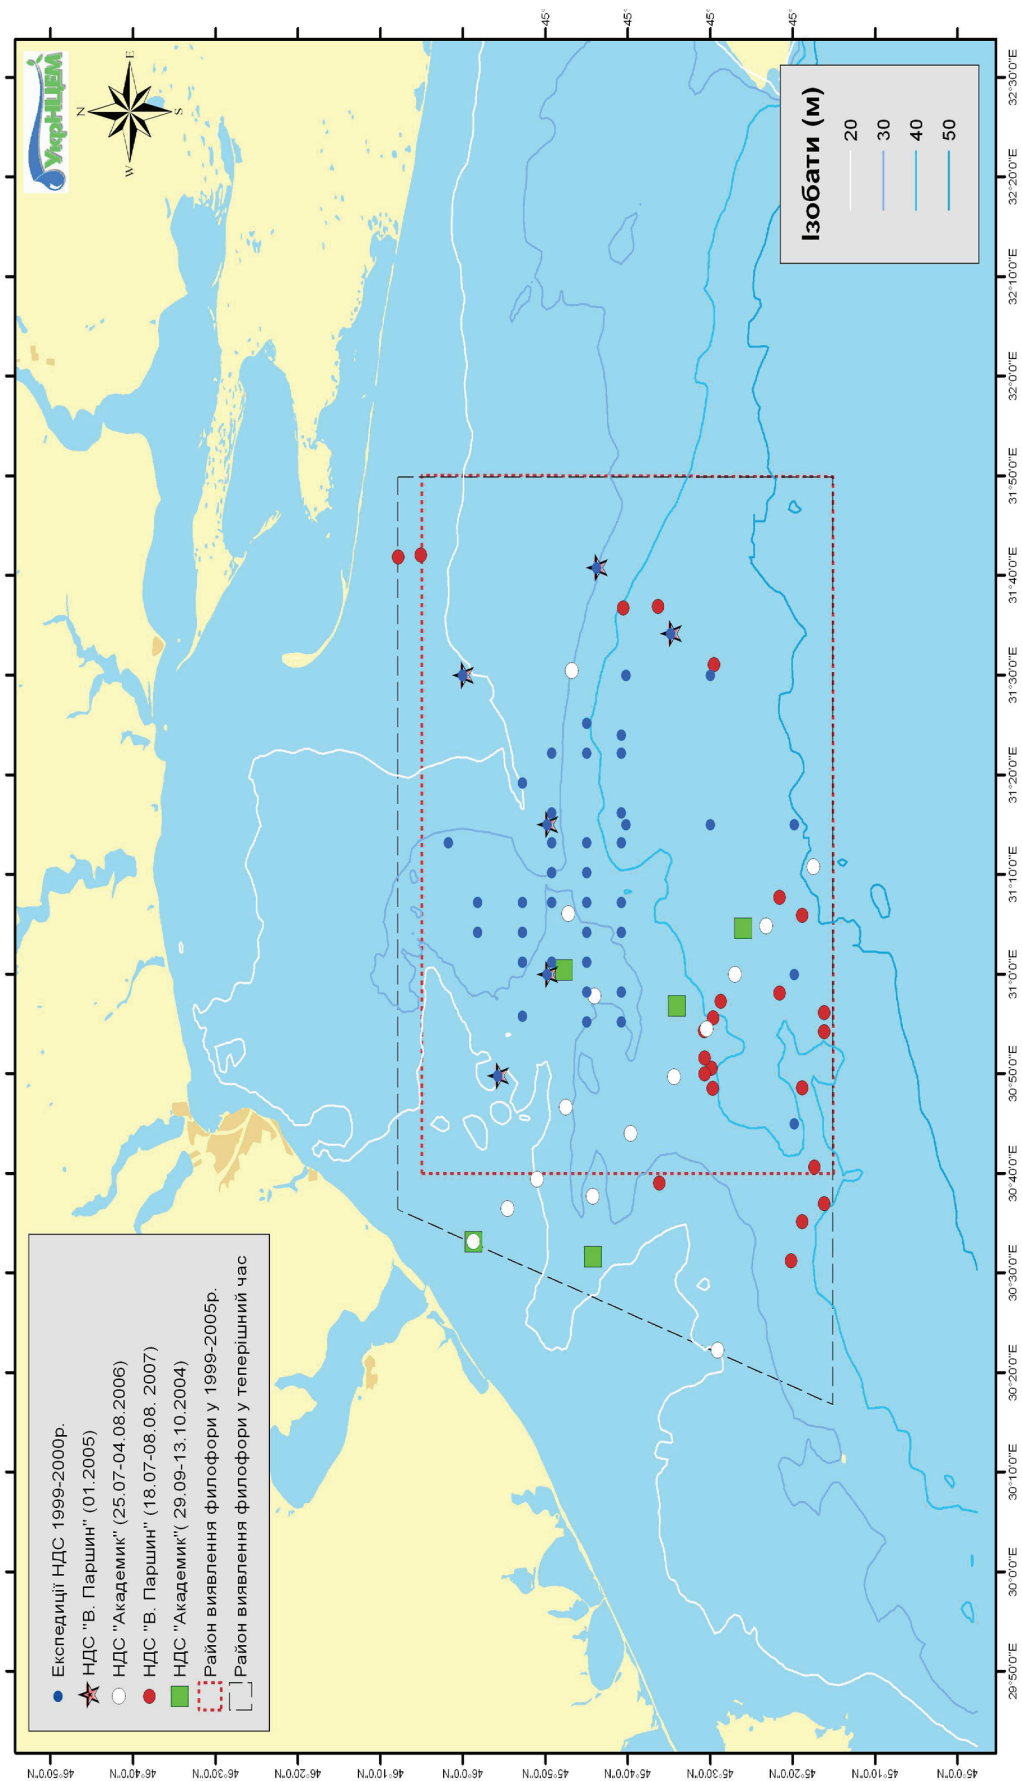 УкрНЦЕМ
N
W
E
S
Експедиції НДС 1999-2000р.
НДС "В. Паршин" (01.2005)
НДС "Академик" (25.07-04.08.2006)
НДС "В. Паршин" (18.07-08.08. 2007)
НДС "Академик"( 29.09-13.10.2004)
Район виявлення филофори у 1999-2005р.
Район виявлення филофори у теперішний час
Ізобати (м)
20
30
40
50
46°50'0"N
46°40'0"N
46°30'0"N
46°20'0"N
46°10'0"N
46°0'0"N
45°50'0"N
45°40'0"N
45°30'0"N
45°20'0"N
45°10'0"N
45°0'0"N
45°
45°
45°
45°
29°50'0"E
30°0'0"E
30°10'0"E
30°20'0"E
30°30'0"E
30°40'0"E
30°50'0"E
31°0'0"E
31°10'0"E
31°20'0"E
31°30'0"E
31°40'0"E
31°50'0"E
32°0'0"E
32°10'0"E
32°20'0"E
32°30'0"E